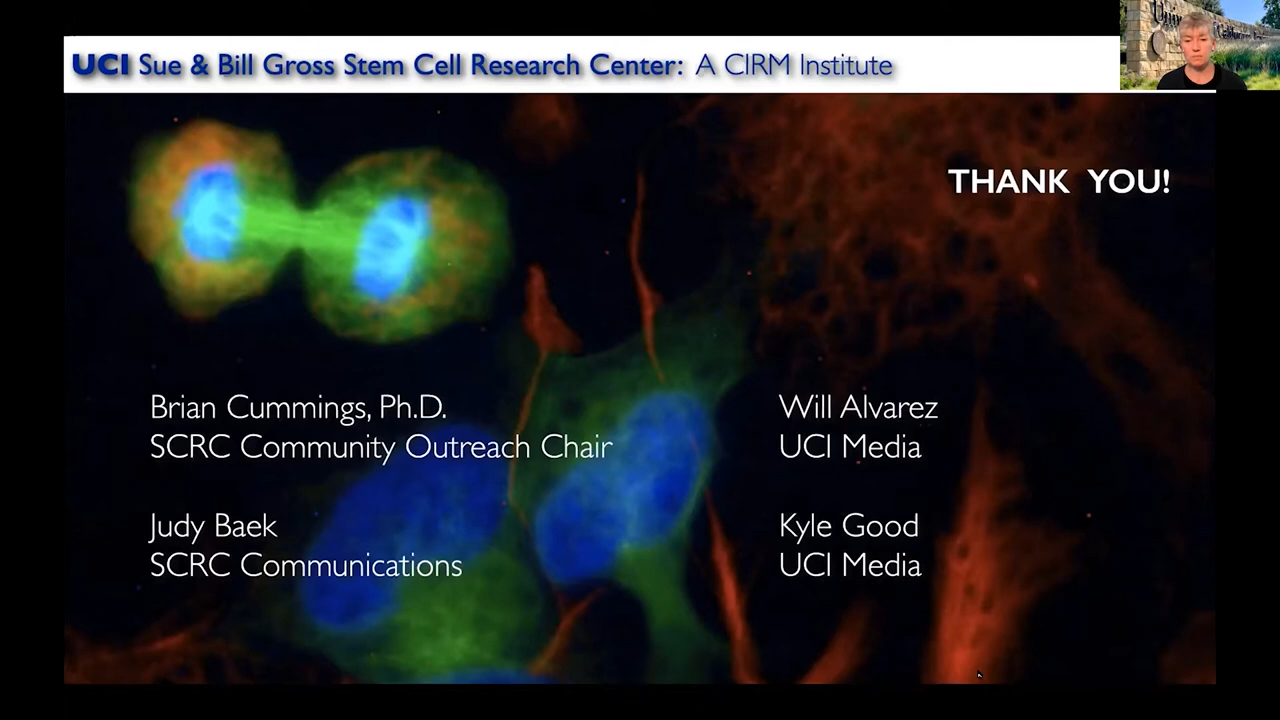 UCI Sue & Bill Gross Stem Cell Research Center: A CIRM Institute
THANK YOU!
Brian Cummings, Ph.D.
SCRC Community Outreach Chair
Judy Baek
SCRC Communications
Will Alvarez
UCI Media
Kyle Good
UCI Media